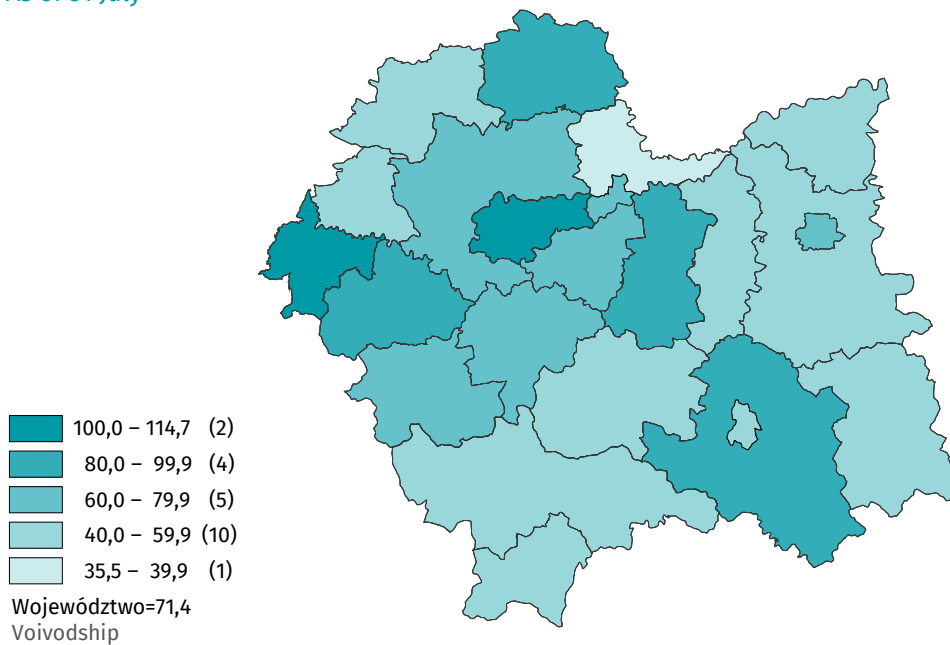 100,0 – 114,7 (2)
80,0 – 99,9 (4)
60,0 – 79,9 (5)
40,0 – 59,9 (10)
35,5 – 39,9 (1)
Województwo=71,4
Voivodship